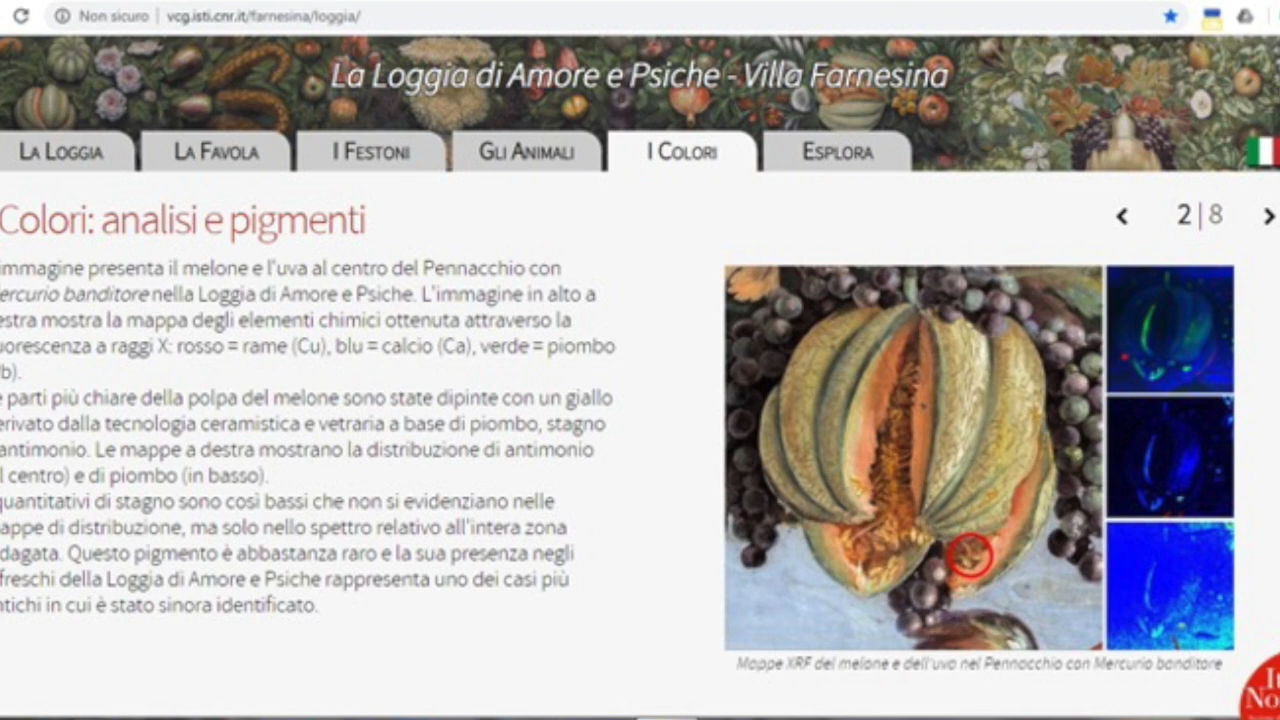 Non sicuro | vcg.isti.cnr.it/farnesina/loggia/
La Loggia di Amore e Psiche - Villa Farnesina
La Loggia
La Favola
I Festoni
Gli Animali
I Colori
Esplora
Colori: analisi e pigmenti
2 | 8
immagine presenta il melone e l'uva al centro del Pennacchio con
ercurio banditore nella Loggia di Amore e Psiche. L'immagine in alto a
estra mostra la mappa degli elementi chimici ottenuta attraverso la
uorescenza a raggi X: rosso = rame (Cu), blu = calcio (Ca), verde = piombo
b).
e parti più chiare della polpa del melone sono state dipinte con un giallo
erivato dalla tecnologia ceramistica e vetraria a base di piombo, stagno
antimonio. Le mappe a destra mostrano la distribuzione di antimonio
l centro) e di piombo (in basso).
quantitativi di stagno sono così bassi che non si evidenziano nelle
appe di distribuzione, ma solo nello spettro relativo all'intera zona
dagata. Questo pigmento è abbastanza raro e la sua presenza negli
freschi della Loggia di Amore e Psiche rappresenta uno dei casi più
ntichi in cui è stato sinora identificato.
Mappe XRF del melone e dell'uva nel Pennacchio con Mercurio banditore